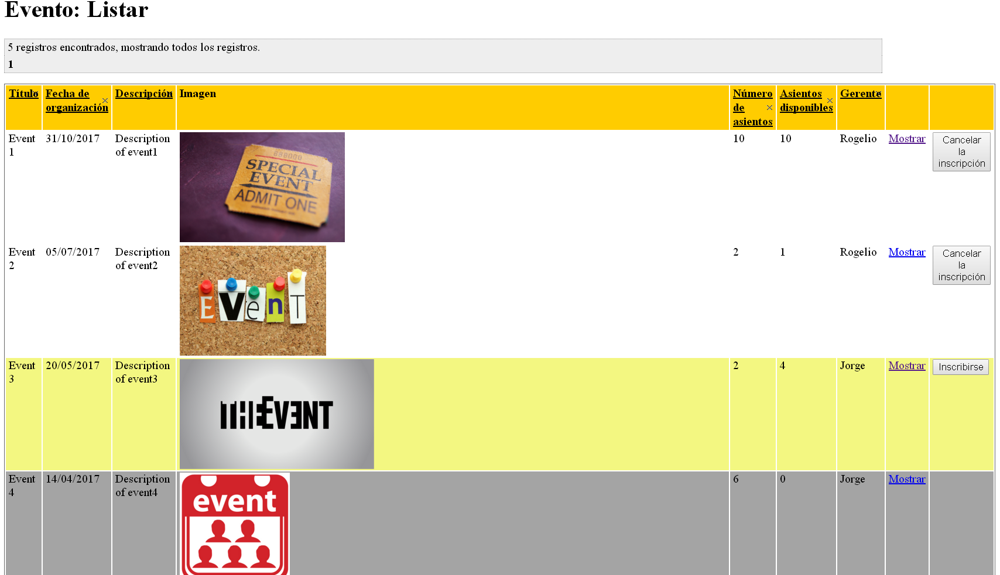 Evento: Listar
5 registros encontrados, mostrando todos los registros.
1
Título Fecha de organización Descripción Imagen Número de asientos Asientos disponibles Gerente
Event 1 31/10/2017 Description of event1 10 10 Rogelio Mostrar Cancelar la inscripción
888000
SPECIAL
EVENT
ADMIT ONE
Event 2 05/07/2017 Description of event2 2 1 Rogelio Mostrar Cancelar la inscripción
EVenT
Event 3 20/05/2017 Description of event3 2 4 Jorge Mostrar Inscribirse
THE EVENT
Event 4 14/04/2017 Description of event4 6 0 Jorge Mostrar
event